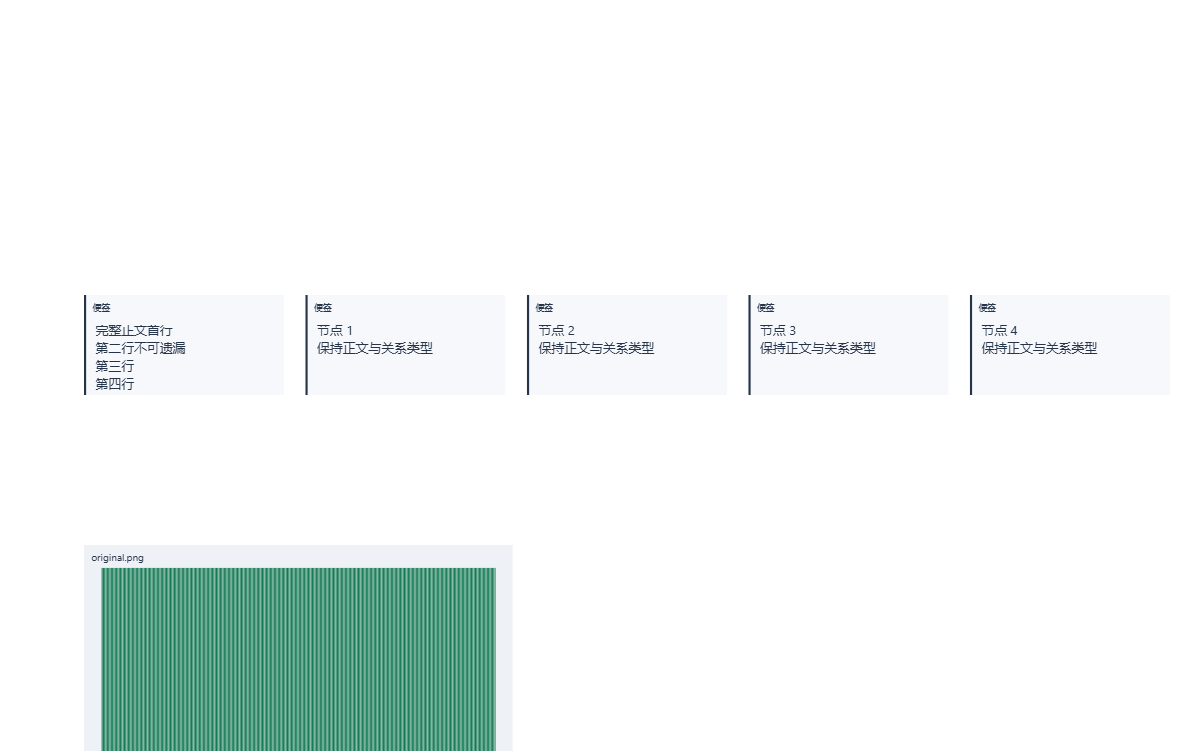 便签
完整止文首行
第二行不可遗漏
第三行
第四行
便签
节点 1
保持正文与关系类型
便签
节点 2
保持正文与关系类型
便签
节点 3
保持正文与关系类型
便签
节点 4
保持正文与关系类型
original.png